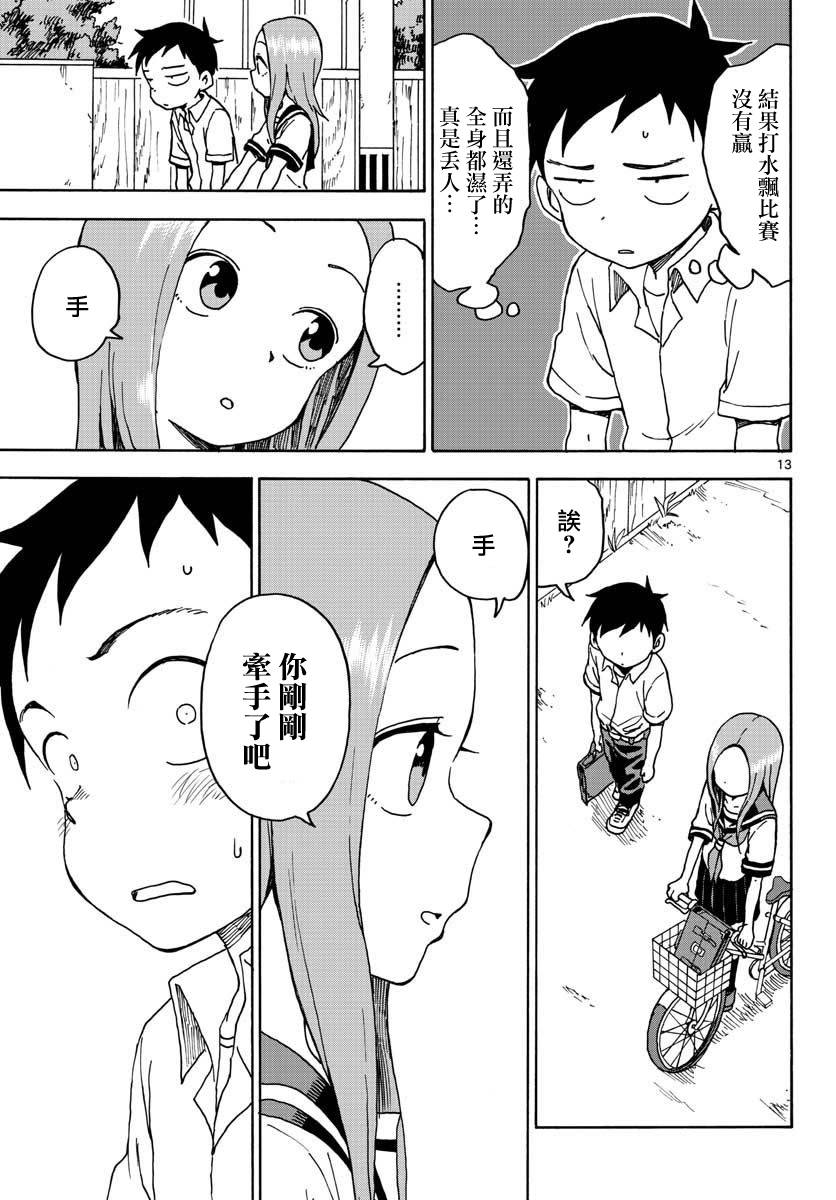 結果打水飄比賽
沒有贏
而且還弄的
全身都濕了…
真是丟人…
………
手
13
誒?
手
你剛剛
牽手了吧